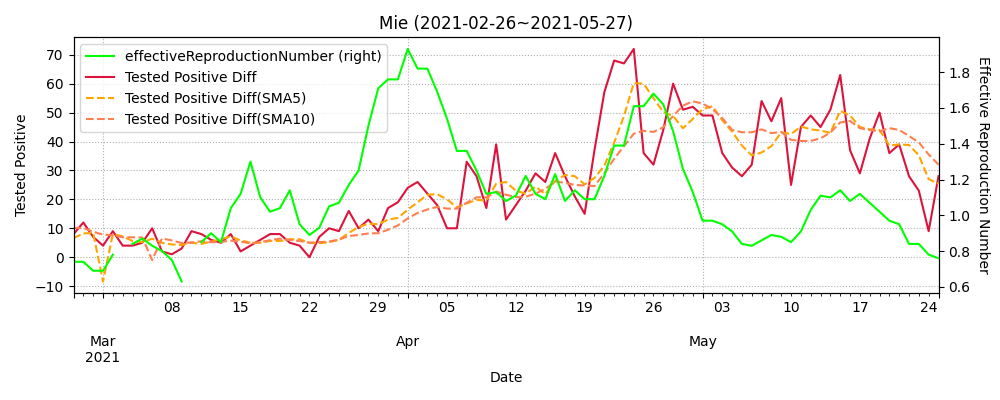 Mie (2021-02-26~2021-05-27)
effectiveReproductionNumber (right)
Tested Positive Diff
Tested Positive Diff(SMA5)
Tested Positive Diff(SMA10)
Tested Positive
70
60
50
40
30
20
10
0
−10
1.8
1.6
1.4
1.2
1.0
0.8
0.6
Effective Reproduction Number
08 15 22 29 05 12 19 26 03 10 17 24
Mar Apr May
2021
Date